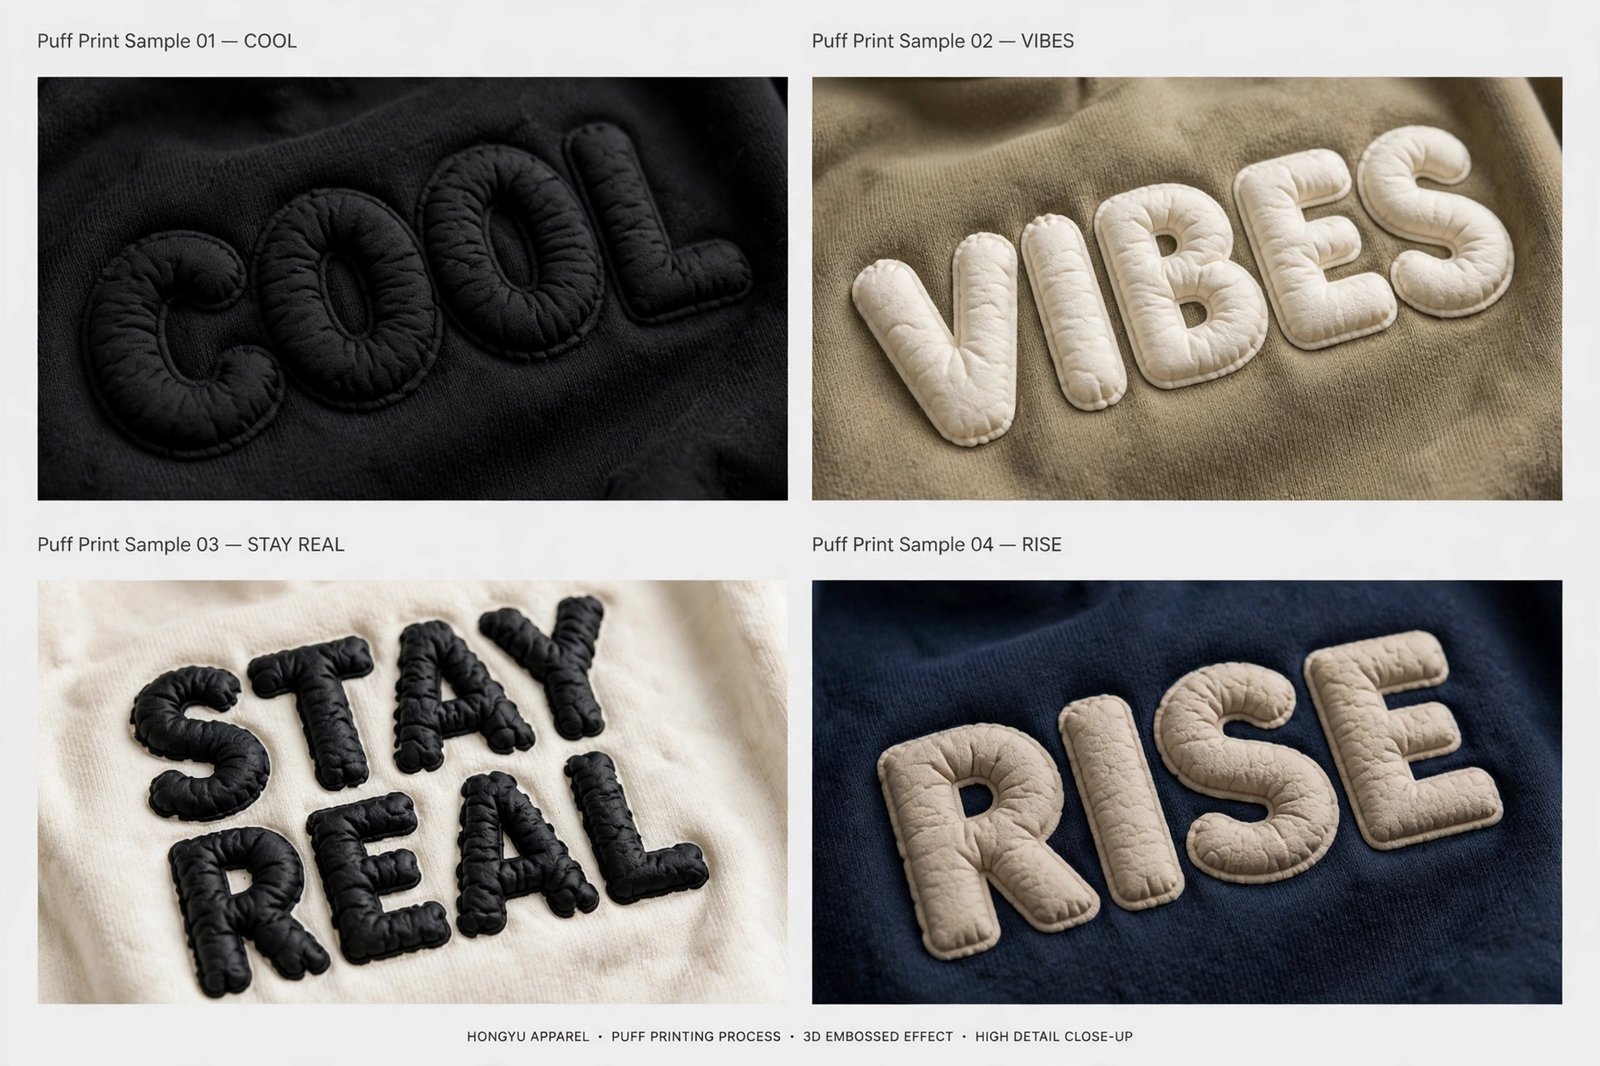 Puff Print Sample 01 — COOL
COOL
Puff Print Sample 02 — VIBES
VIBES
Puff Print Sample 03 — STAY REAL
STAY
REAL
Puff Print Sample 04 — RISE
RISE
HONGYU APPAREL • PUFF PRINTING PROCESS • 3D EMBOSSED EFFECT • HIGH DETAIL CLOSE-UP